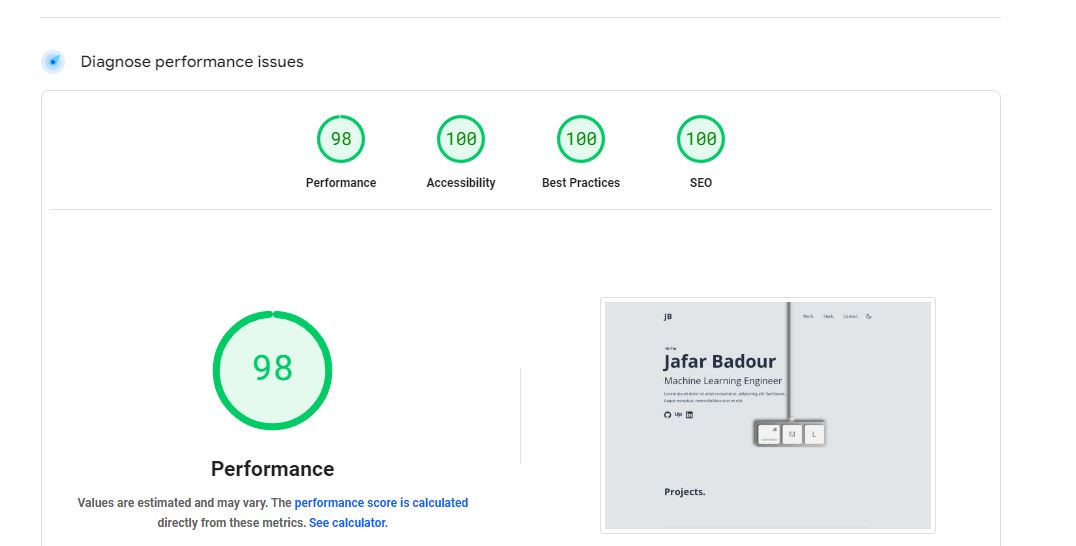 Diagnose performance issues
98
100
100
100
Performance
Accessibility
Best Practices
SEO
98
Performance
Values are estimated and may vary. The performance score is calculated
directly from these metrics. See calculator.
JB
Work
Contact
Jafar Badour
Machine Learning Engineer
Up
M
L
Projects.